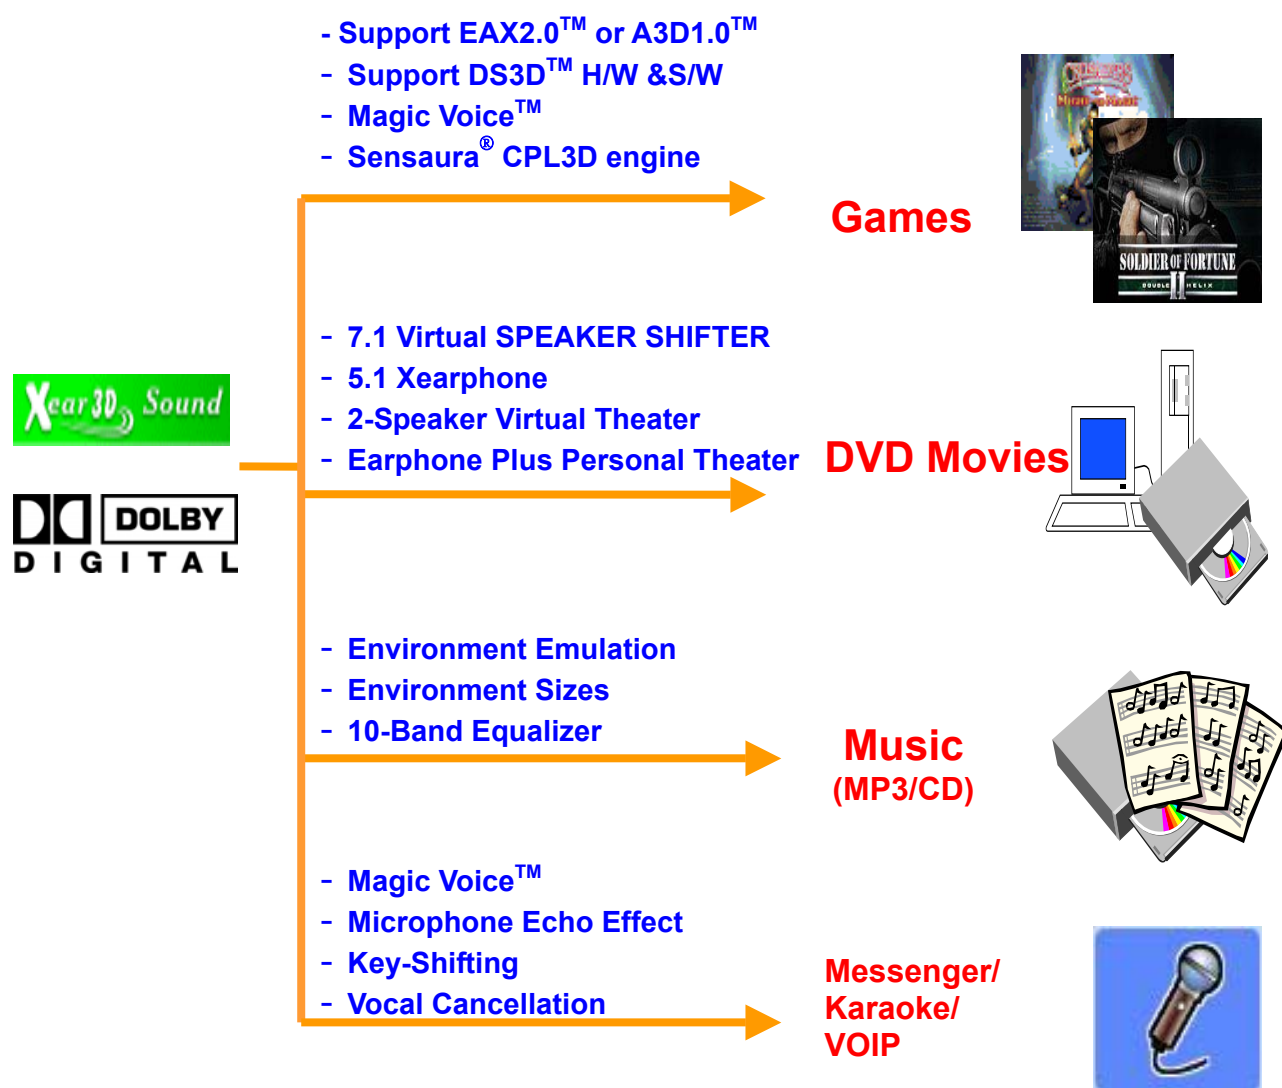 - Support EAX2.0TM or A3D1.0TM
- Support DS3DTM H/W &S/W
- Magic VoiceTM
- Sensaura® CPL3D engine
Games
SOLDIER OF FORTUNE
II
DOUBLE HELIX
- 7.1 Virtual SPEAKER SHIFTER
- 5.1 Xearphone
- 2-Speaker Virtual Theater
- Earphone Plus Personal Theater
DVD Movies
Xear 3D Sound
DOLBY
DIGITAL
- Environment Emulation
- Environment Sizes
- 10-Band Equalizer
Music
(MP3/CD)
- Magic VoiceTM
- Microphone Echo Effect
- Key-Shifting
- Vocal Cancellation
Messenger/
Karaoke/
VOIP